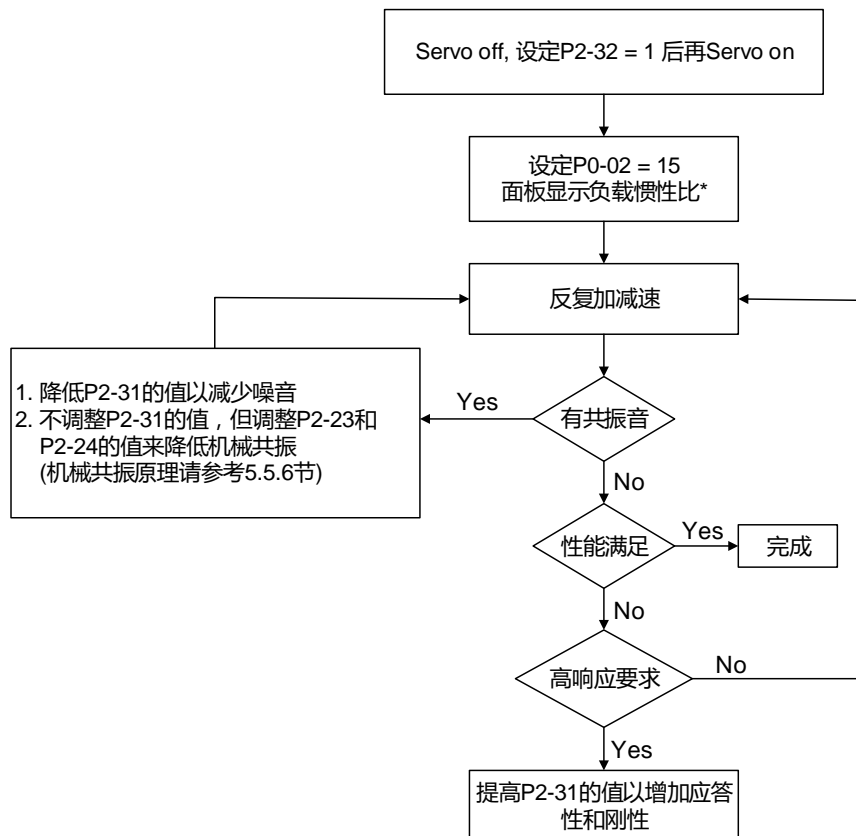 Servo off, 设定P2-32 = 1 后再Servo on
设定P0-02 = 15
面板显示负载惯性比*
反复加减速
1. 降低P2-31的值以减少噪音
2. 不调整P2-31的值，但调整P2-23和
P2-24的值来降低机械共振
(机械共振原理请参考5.5.6节)
Yes
有共振音
No
性能满足
Yes
完成
No
高响应要求
No
Yes
提高P2-31的值以增加应答
性和刚性